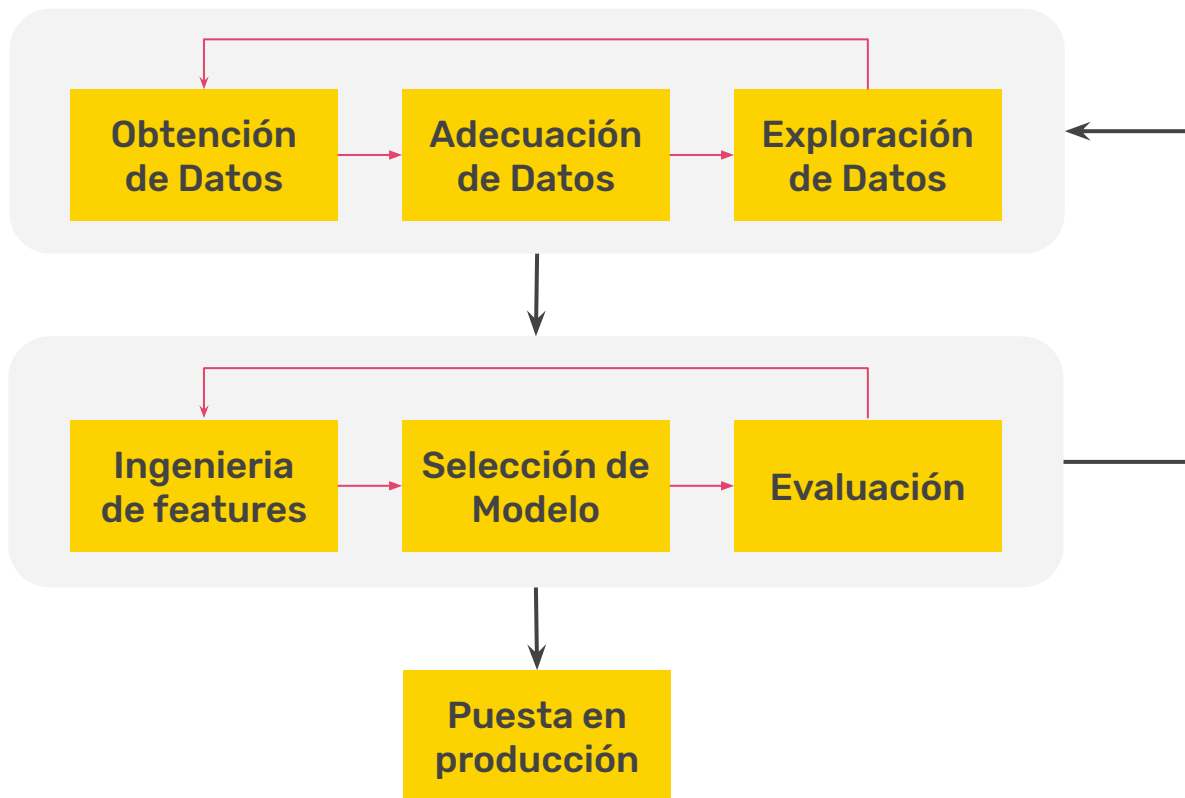 Obtención
de Datos
Adecuación
de Datos
Exploración
de Datos
Ingenieria
de features
Selección de
Modelo
Evaluación
Puesta en
producción